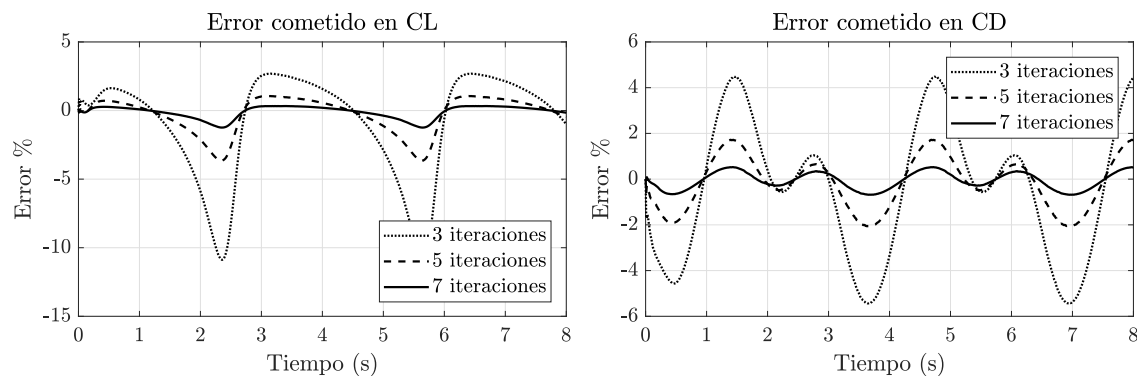 Error cometido en CL
5
0
-5
-10
-15
Error %
3 iteraciones
5 iteraciones
7 iteraciones
0 1 2 3 4 5 6 7 8
Tiempo (s)
Error cometido en CD
6
4
2
0
-2
-4
-6
Error %
3 iteraciones
5 iteraciones
7 iteraciones
0 1 2 3 4 5 6 7 8
Tiempo (s)